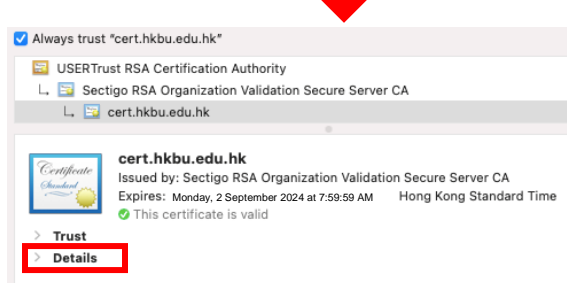 Always trust "cert.hkbu.edu.hk"
USERTrust RSA Certification Authority
Sectigo RSA Organization Validation Secure Server CA
cert.hkbu.edu.hk
Certificate
Standard
cert.hkbu.edu.hk
Issued by: Sectigo RSA Organization Validation Secure Server CA
Expires: Monday, 2 September 2024 at 7:59:59 AM Hong Kong Standard Time
This certificate is valid
Trust
Details